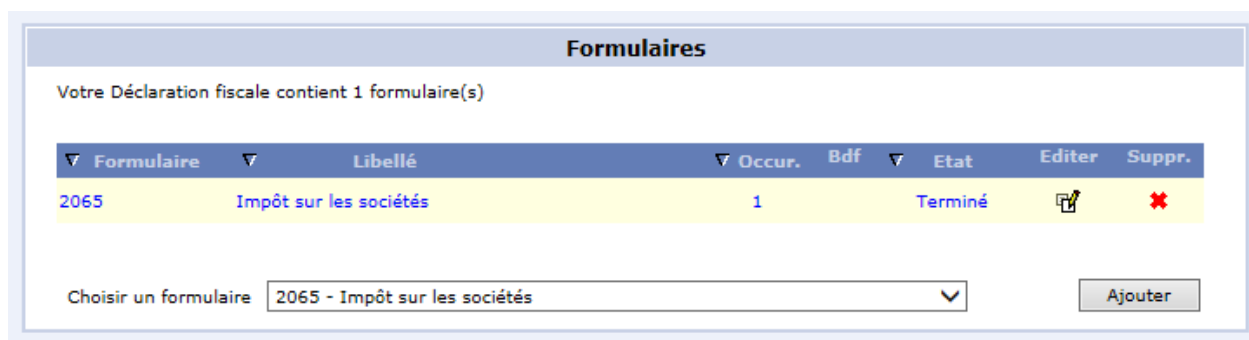 Formulaires
Votre Déclaration fiscale contient 1 formulaire(s)
Formulaire Libellé Occur. Bdf Etat Editer Suppr.
2065 Impôt sur les sociétés 1 Terminé
Choisir un formulaire 2065 - Impôt sur les sociétés Ajouter